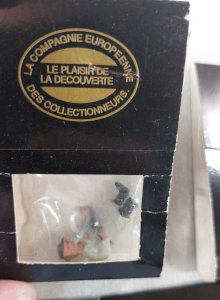 LA COMPAGNIE EUROPEENNE
LE PLAISIR DE
LA DECOUVERTE
DES COLLECTIONNEURS.